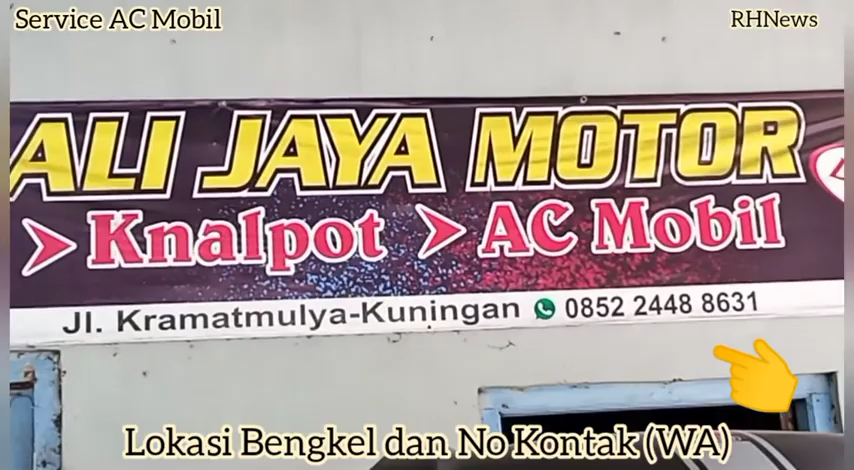 Service AC Mobil
RHNews
ALI JAYA MOTOR
Knalpot AC Mobil
Jl. Kramatmulya-Kuningan 0852 2448 8631
Lokasi Bengkel dan No Kontak (WA)